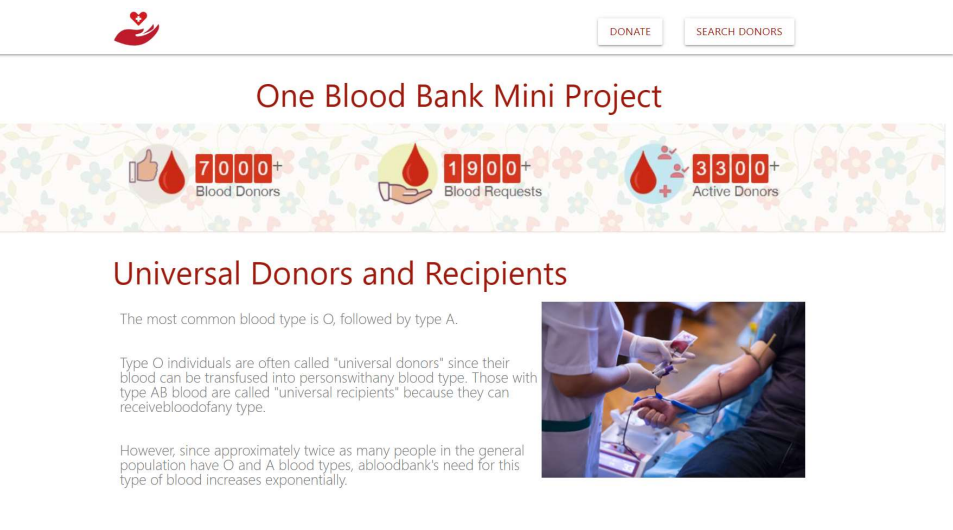 DONATE SEARCH DONORS
One Blood Bank Mini Project
7000+ 1900+ 3300+
Blood Donors Blood Requests Active Donors
Universal Donors and Recipients
The most common blood type is O, followed by type A.
Type O individuals are often called "universal donors" since their
blood can be transfused into personswithany blood type. Those with
type AB blood are called "universal recipients" because they can
receivebloodofany type.
However, since approximately twice as many people in the general
population have O and A blood types, abloodbank's need for this
type of blood increases exponentially.